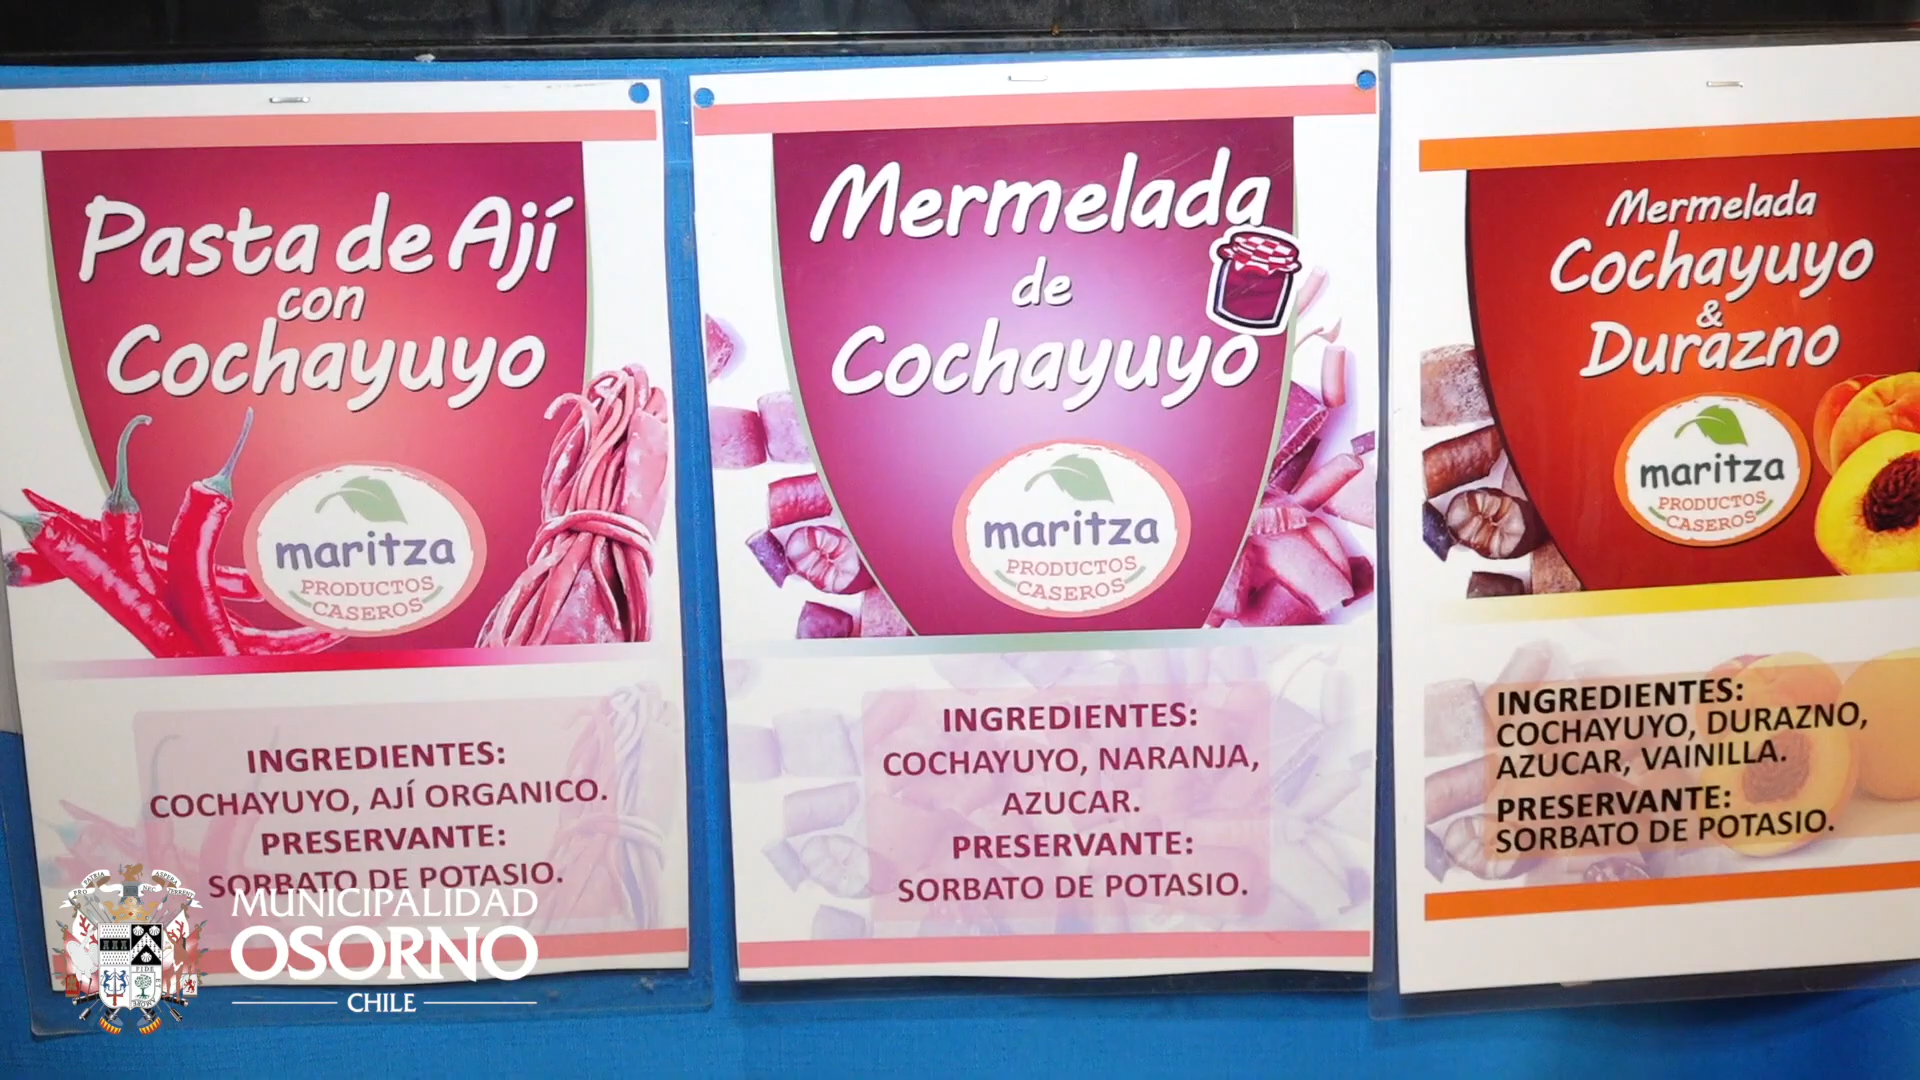 Pasta de Ají
con
Cochayuyo
maritza
PRODUCTOS
CASEROS
INGREDIENTES:
COCHAYUYO, AJÍ ORGANICO.
PRESERVANTE:
SORBATO DE POTASIO.
Mermelada
de
Cochayuyo
maritza
PRODUCTOS
CASEROS
INGREDIENTES:
COCHAYUYO, NARANJA,
AZUCAR.
PRESERVANTE:
SORBATO DE POTASIO.
Mermelada
Cochayuyo
&
Durazno
maritza
PRODUCTOS
CASEROS
INGREDIENTES:
COCHAYUYO, DURAZNO,
AZUCAR, VAINILLA.
PRESERVANTE:
SORBATO DE POTASIO.
MUNICIPALIDAD
OSORNO
CHILE